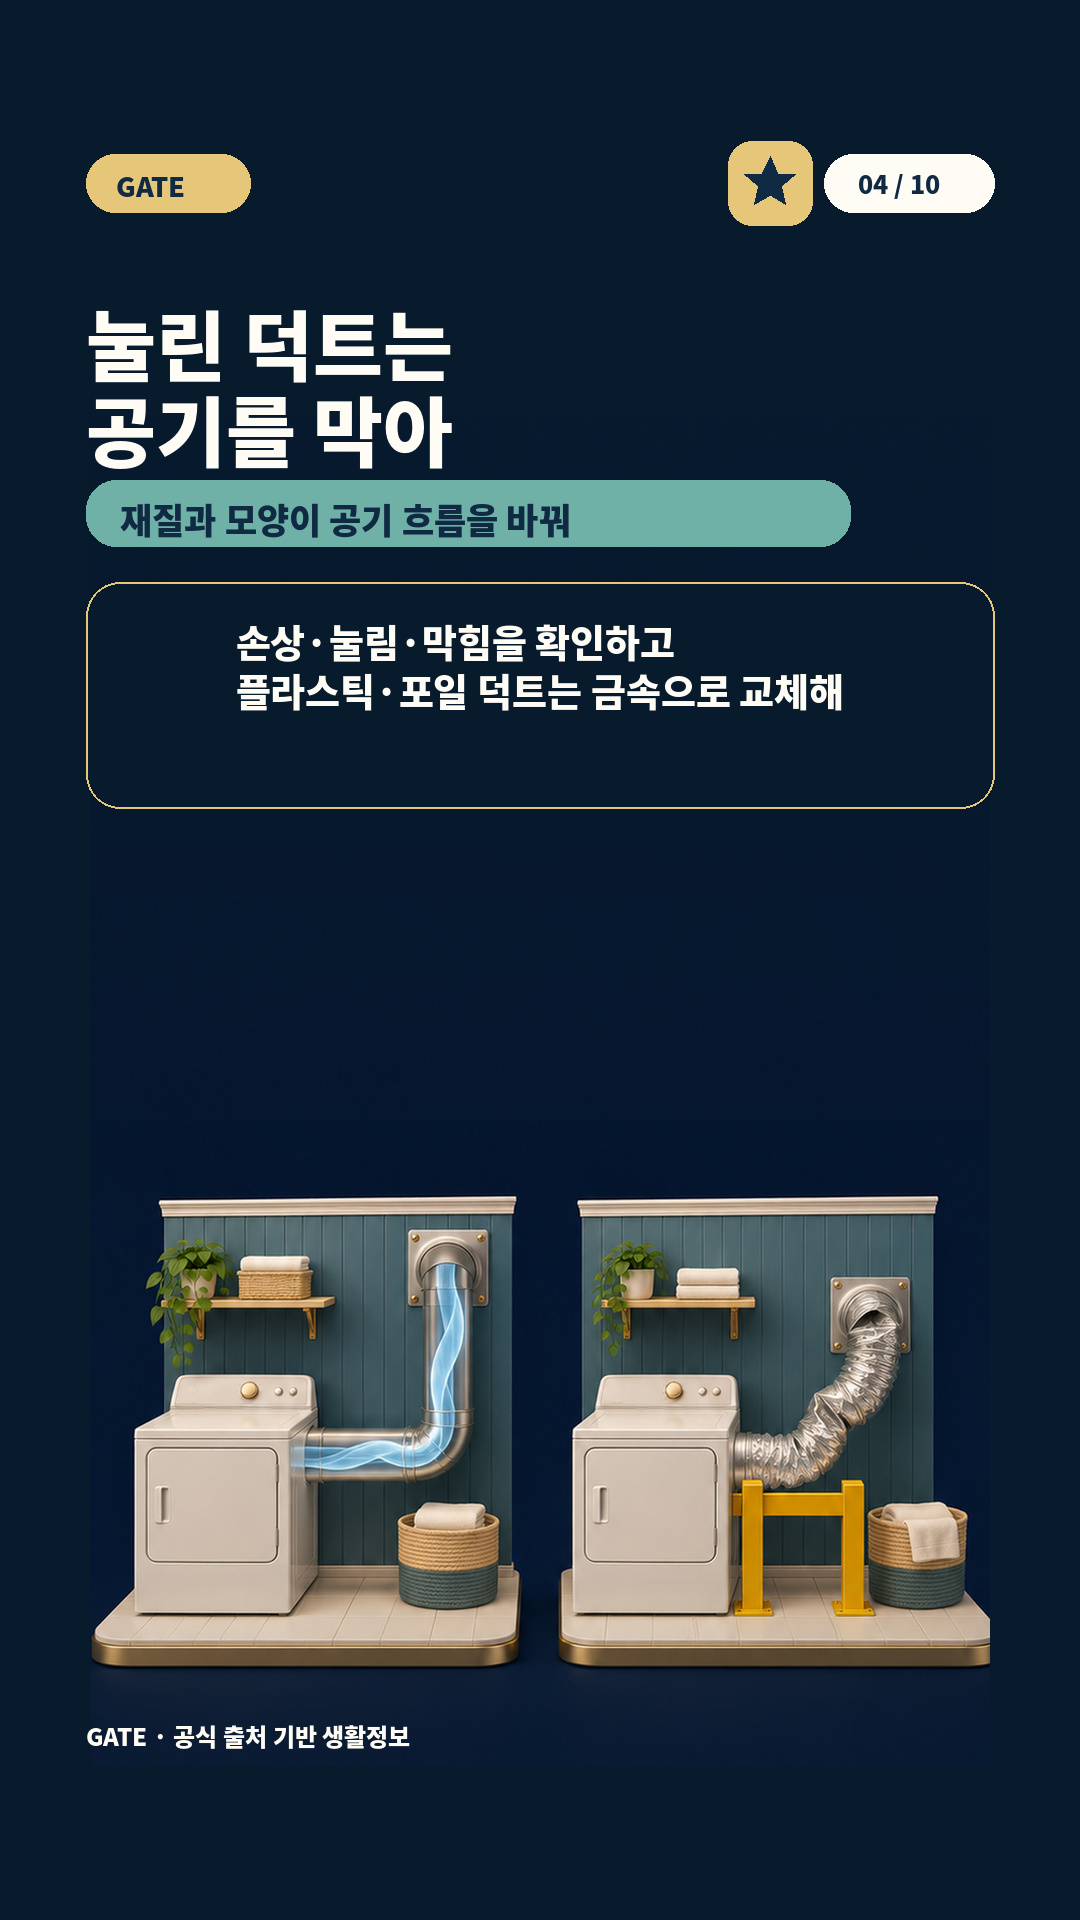 GATE
04 / 10
눌린 덕트는
공기를 막아
재질과 모양이 공기 흐름을 바꿔
손상·눌림·막힘을 확인하고
플라스틱·포일 덕트는 금속으로 교체해
GATE · 공식 출처 기반 생활정보